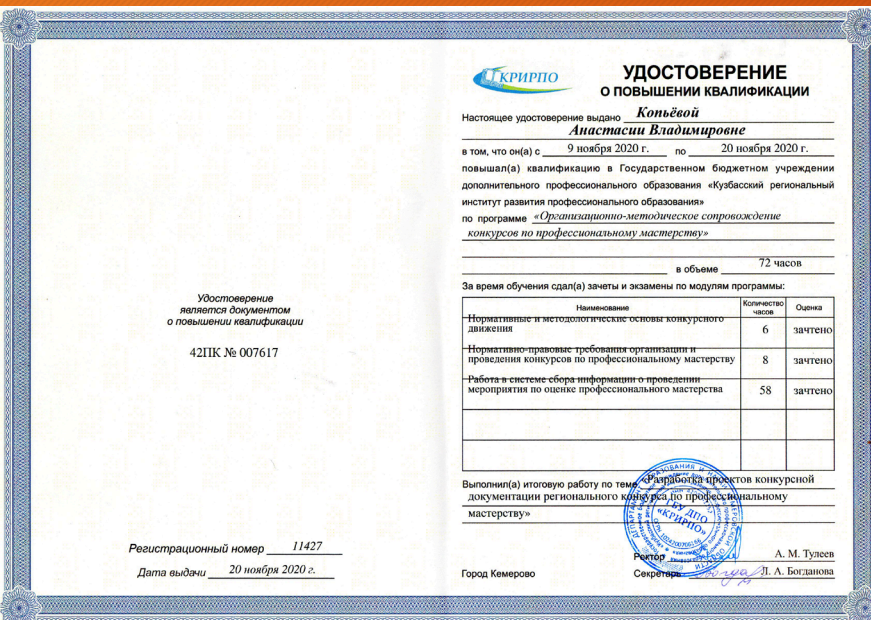 Удостоверение
является документом
о повышении квалификации
42ПК № 007617
Регистрационный номер 11427
Дата выдачи 20 ноября 2020 г.
КРИРПО
УДОСТОВЕРЕНИЕ
О ПОВЫШЕНИИ КВАЛИФИКАЦИИ
Настоящее удостоверение выдано Копьёвой
Анастасии Владимировне
в том, что он(а) с 9 ноября 2020 г. по 20 ноября 2020 г.
повышал(а) квалификацию в Государственном бюджетном учреждении
дополнительного профессионального образования «Кузбасский региональный
институт развития профессионального образования»
по программе «Организационно-методическое сопровождение
конкурсов по профессиональному мастерству»
в объеме 72 часов
За время обучения сдал(а) зачеты и экзамены по модулям программы:
Наименование Количество часов Оценка
Нормативные и методологические основы конкурсного
движения 6 зачтено
Нормативно-правовые требования организации и
проведения конкурсов по профессиональному мастерству 8 зачтено
Работа в системе сбора информации о проведении
мероприятия по оценке профессионального мастерства 58 зачтено
Выполнил(а) итоговую работу по теме «Разработка проектов конкурсной
документации регионального конкурса по профессиональному
мастерству»
ГБУ ДПО
«КРИРПО»
Ректор А. М. Тулеев
Город Кемерово Секретарь Л. А. Богданова